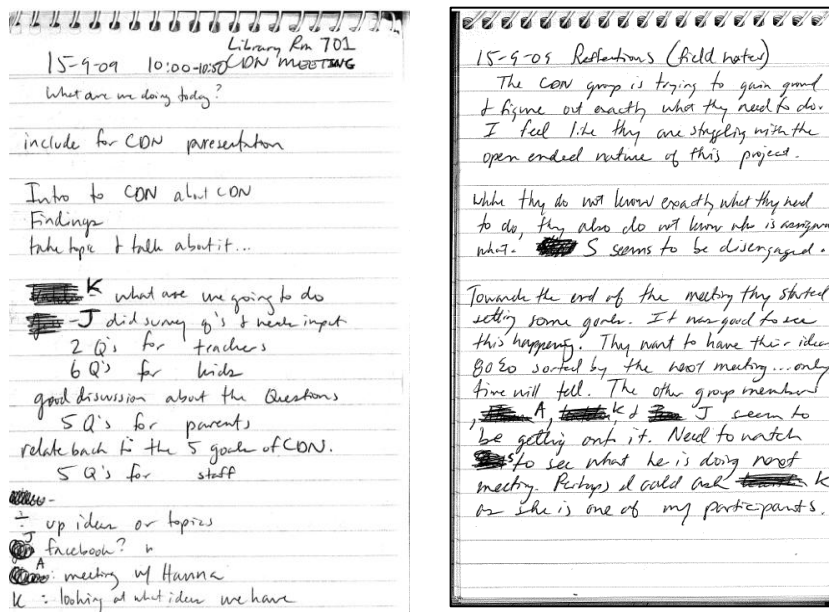 Library Rm 701
15-9-09 10:00-10:50 CDN MEETING
What are we doing today?
include for CDN presentation
Intro to CDN about CDN
Findings
take topic & talk about it...
K - what are we going to do
- J did survey q's & needs input
2 Q's for teachers
6 Q's for kids
good discussion about the Questions
5 Q's for parents
relate back to the 5 goals of CDN.
5 Q's for staff
÷ up ideas or topics
J facebook?
A : meeting w/ Hanna
K : looking at what ideas we have
15-9-09 Reflections (field notes)
The CDN group is trying to gain ground
& figure out exactly what they need to do.
I feel like they are struggling with the
open ended nature of this project.
While they do not know exactly what they need
to do, they also do not know who is assigned
what. S seems to be disengaged.
Towards the end of the meeting they started
setting some goals. It was good to see
this happening. They want to have their ideas
sorted by the next meeting... only
time will tell. The other group members
, A, K & J seem to
be getting onto it. Need to watch
S to see what he is doing next
meeting. Perhaps I could ask K
as she is one of my participants.